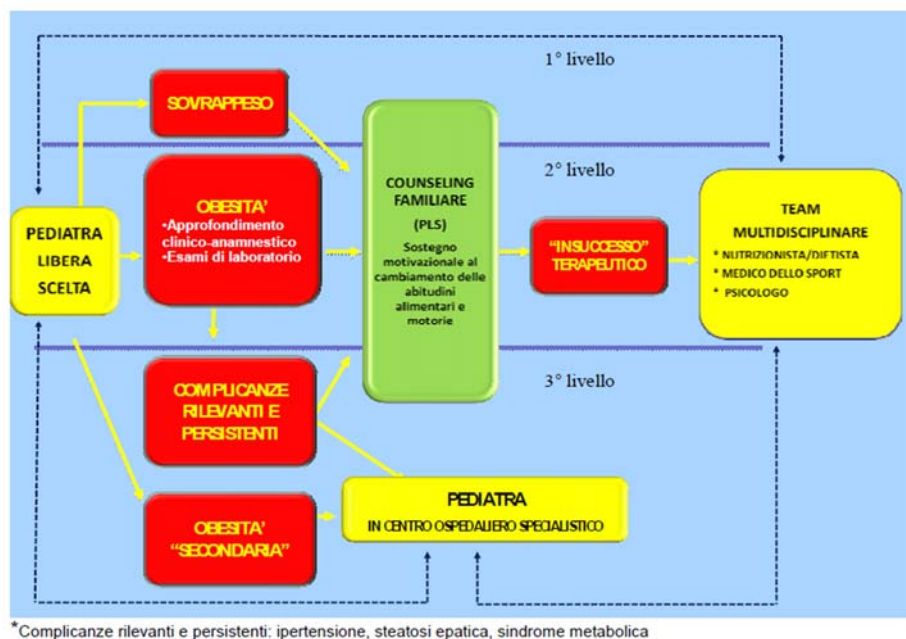 1° livello
SOVRAPPESO
2° livello
PEDIATRA
LIBERA
SCELTA
OBESITA'
•Approfondimento
clinico-anamnestico
•Esami di laboratorio
COUNSELING
FAMILIARE
(PLS)
Sostegno
motivazionale al
cambiamento delle
abitudini
alimentari e
motorie
"INSUCCESSO"
TERAPEUTICO
TEAM
MULTIDISCIPLINARE
* NUTRIZIONISTA/DIETISTA
* MEDICO DELLO SPORT
* PSICOLOGO
3° livello
COMPLICANZE
RILEVANTI E
PERSISTENTI
OBESITA'
"SECONDARIA"
PEDIATRA
IN CENTRO OSPEDALIERO SPECIALISTICO
*Complicanze rilevanti e persistenti: ipertensione, steatosi epatica, sindrome metabolica